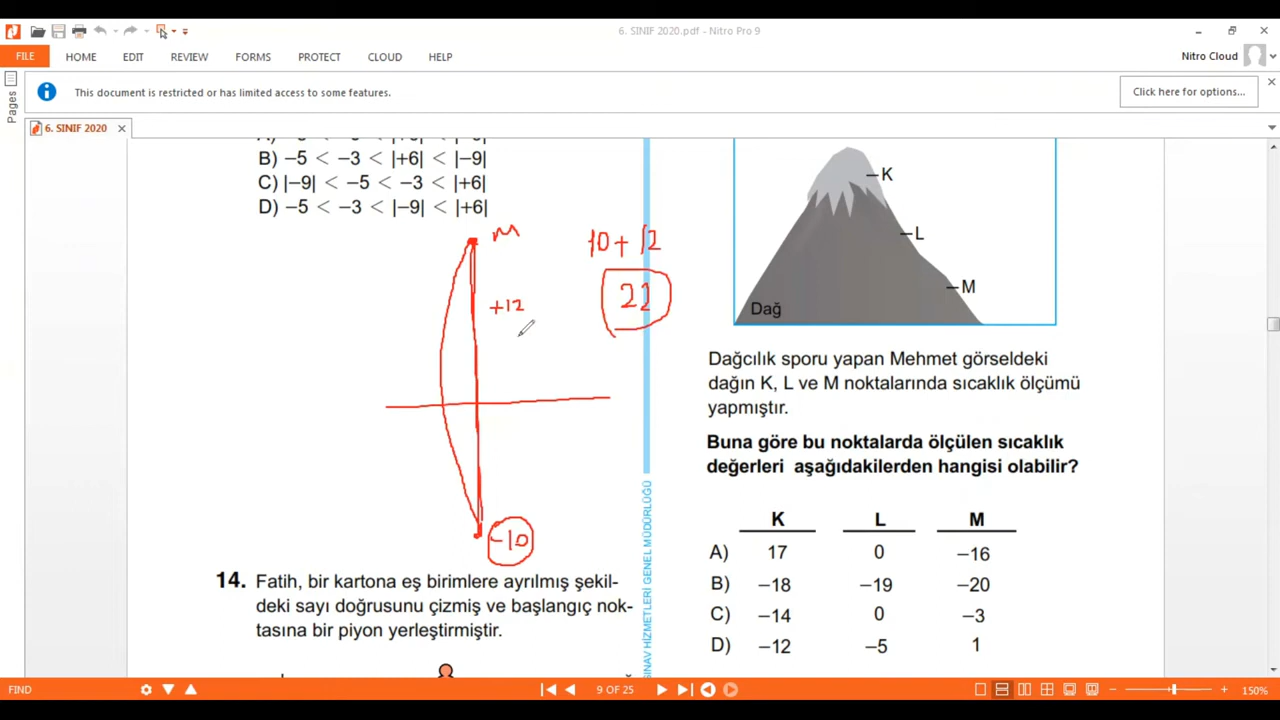 6. SINIF 2020.pdf - Nitro Pro 9
FILE
HOME
EDIT
REVIEW
FORMS
PROTECT
CLOUD
HELP
Nitro Cloud
This document is restricted or has limited access to some features.
Click here for options...
Pages
6. SINIF 2020
B) −5 < −3 < |+6| < |−9|
C) |−9| < −5 < −3 < |+6|
D) −5 < −3 < |−9| < |+6|
M
+12
-10
10+12
22
14. Fatih, bir kartona eş birimlere ayrılmış şekil-
deki sayı doğrusunu çizmiş ve başlangıç nok-
tasına bir piyon yerleştirmiştir.
SINAV HİZMETLERİ GENEL MÜDÜRLÜĞÜ
K
L
M
Dağ
Dağcılık sporu yapan Mehmet görseldeki
dağın K, L ve M noktalarında sıcaklık ölçümü
yapmıştır.
Buna göre bu noktalarda ölçülen sıcaklık
değerleri aşağıdakilerden hangisi olabilir?
K L M
A) 17 0 −16
B) −18 −19 −20
C) −14 0 −3
D) −12 −5 1
FIND
9 OF 25
150%